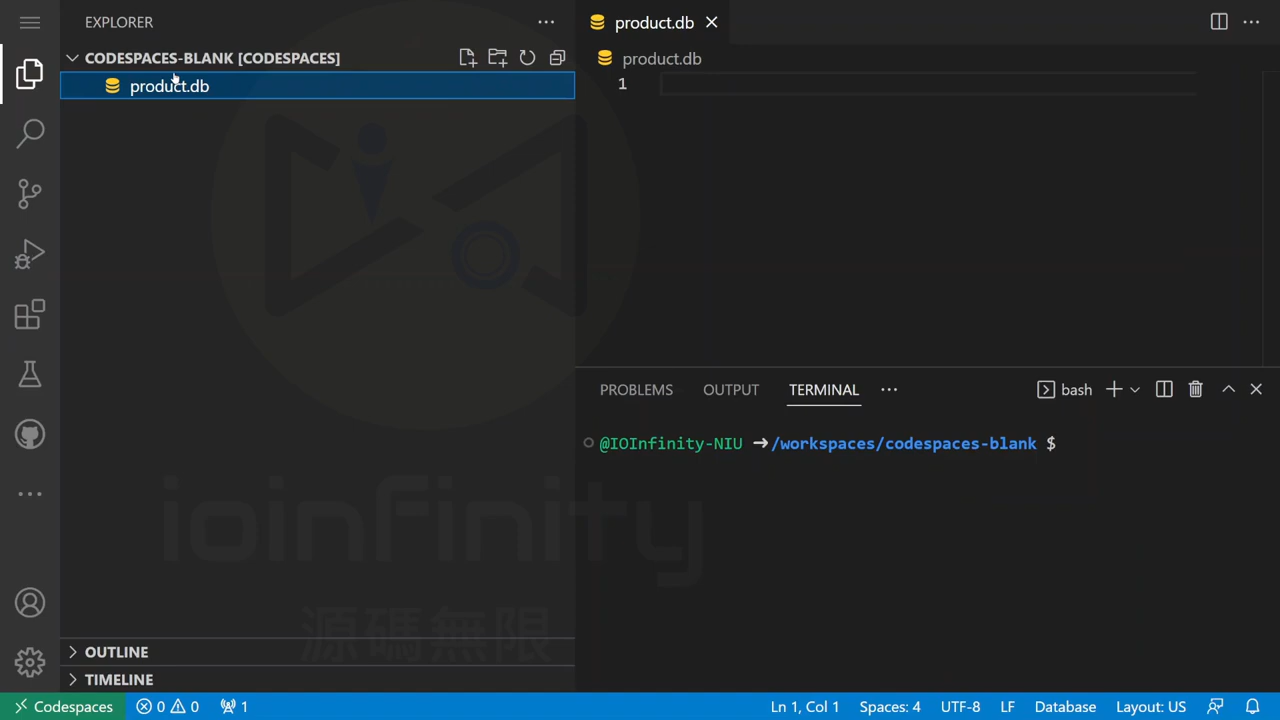 EXPLORER
product.db
CODESPACES-BLANK [CODESPACES]
product.db
product.db
1
PROBLEMS OUTPUT TERMINAL
bash
@IOInfinity-NIU ➜/workspaces/codespaces-blank $
ioinfinity
源碼無限
OUTLINE
TIMELINE
Codespaces 0 0 1 Ln 1, Col 1 Spaces: 4 UTF-8 LF Database Layout: US